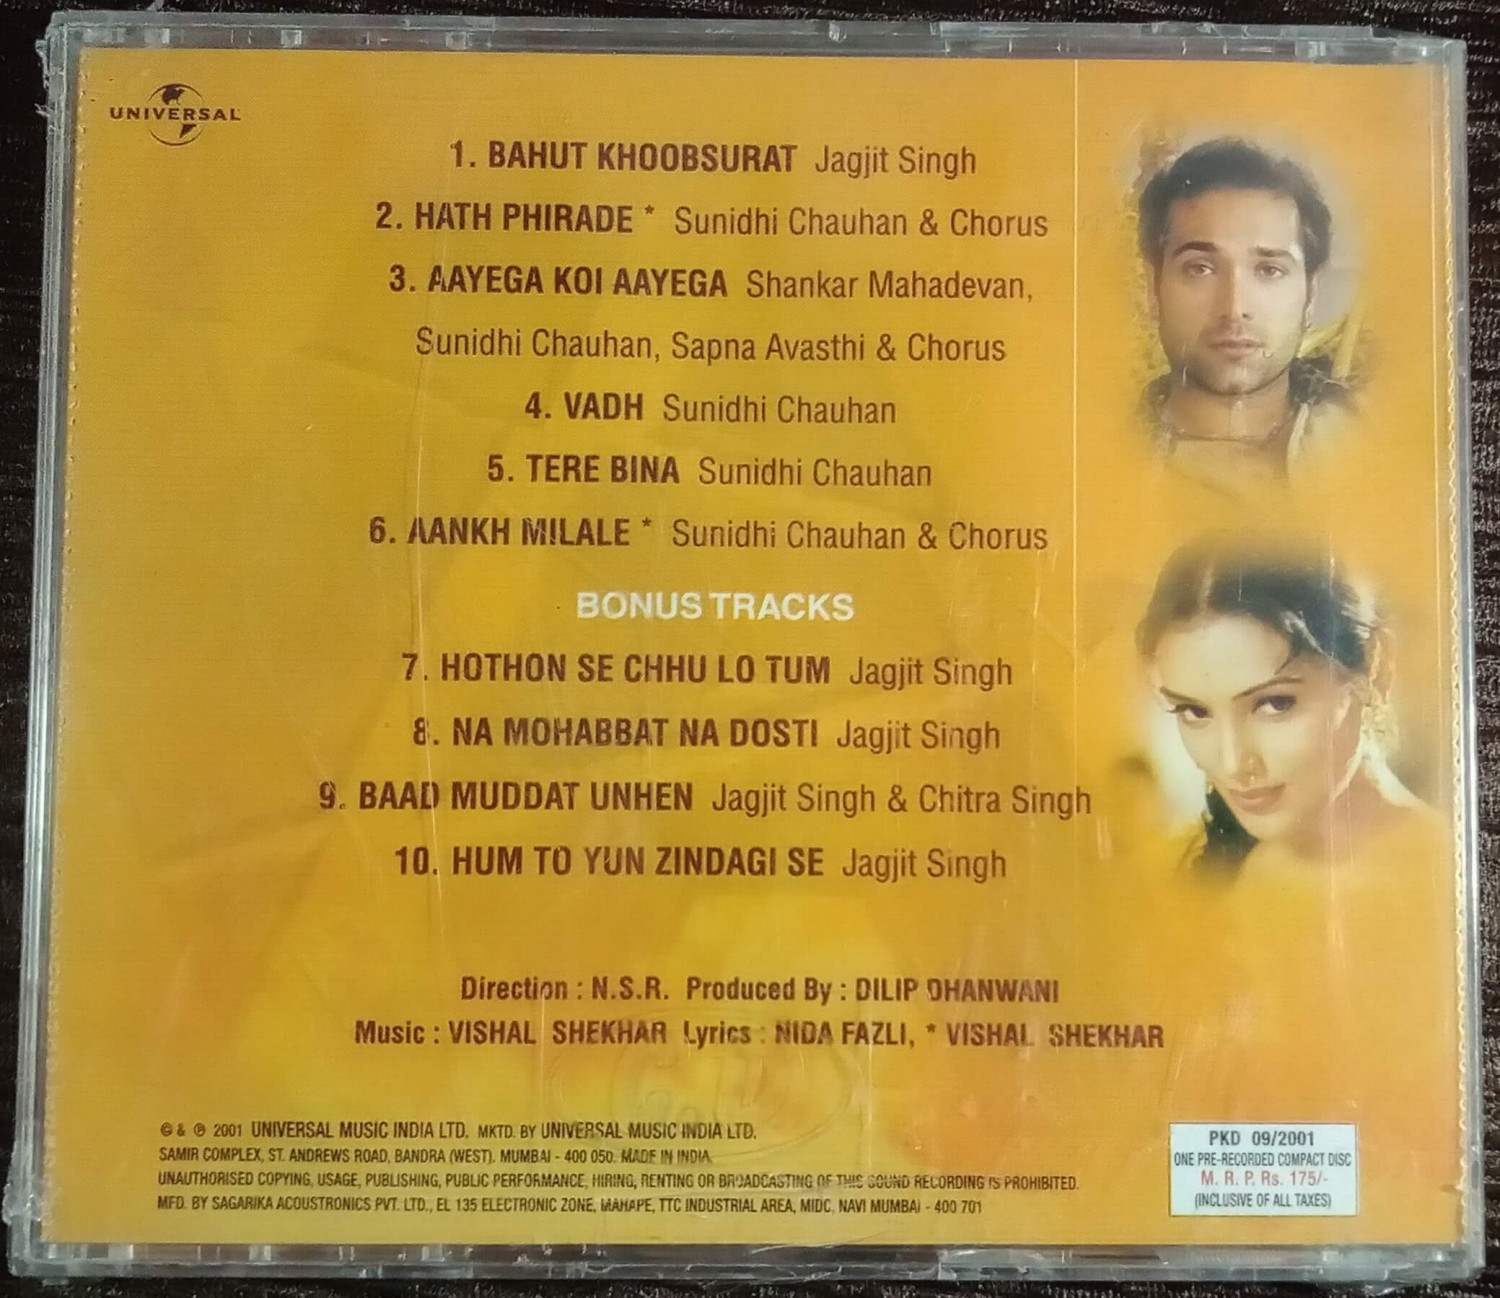 UNIVERSAL
1. BAHUT KHOOBSURAT Jagjit Singh
2. HATH PHIRADE * Sunidhi Chauhan & Chorus
3. AAYEGA KOI AAYEGA Shankar Mahadevan,
Sunidhi Chauhan, Sapna Avasthi & Chorus
4. VADH Sunidhi Chauhan
5. TERE BINA Sunidhi Chauhan
6. AANKH MILALE * Sunidhi Chauhan & Chorus
BONUS TRACKS
7. HOTHON SE CHHU LO TUM Jagjit Singh
8. NA MOHABBAT NA DOSTI Jagjit Singh
9. BAAD MUDDAT UNHEN Jagjit Singh & Chitra Singh
10. HUM TO YUN ZINDAGI SE Jagjit Singh
Direction : N.S.R. Produced By : DILIP DHANWANI
Music : VISHAL SHEKHAR Lyrics : NIDA FAZLI, * VISHAL SHEKHAR
© & ℗ 2001 UNIVERSAL MUSIC INDIA LTD. MKTD. BY UNIVERSAL MUSIC INDIA LTD.
SAMIR COMPLEX, ST. ANDREWS ROAD, BANDRA (WEST). MUMBAI - 400 050. MADE IN INDIA.
UNAUTHORISED COPYING, USAGE, PUBLISHING, PUBLIC PERFORMANCE, HIRING, RENTING OR BROADCASTING OF THIS SOUND RECORDING IS PROHIBITED.
MFD. BY SAGARIKA ACOUSTRONICS PVT. LTD., EL 135 ELECTRONIC ZONE, MAHAPE, TTC INDUSTRIAL AREA, MIDC, NAVI MUMBAI - 400 701
PKD 09/2001
ONE PRE-RECORDED COMPACT DISC
M. R. P. Rs. 175/-
(INCLUSIVE OF ALL TAXES)